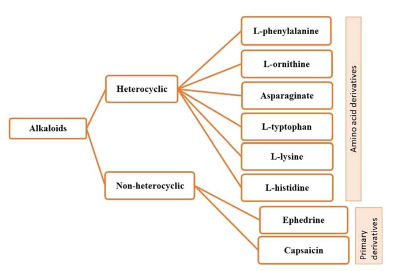 Alkaloids
Heterocyclic
Non-heterocyclic
L-phenylalanine
L-ornithine
Asparaginate
L-typtophan
L-lysine
L-histidine
Ephedrine
Capsaicin
Amino acid derivatives
Primary
derivatives